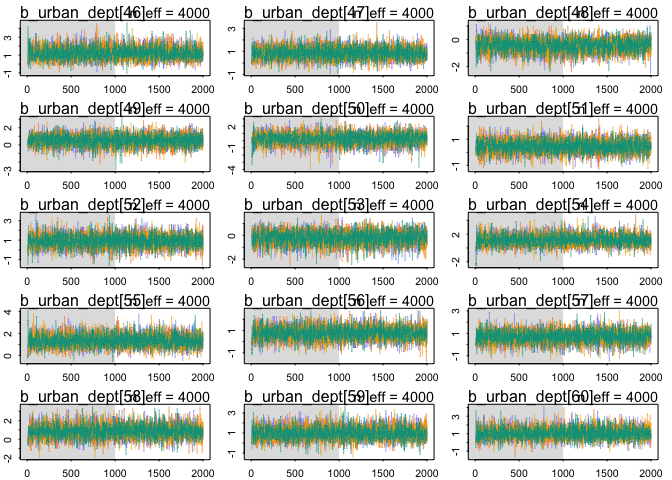 b_urban_dept[46] n_eff = 4000 b_urban_dept[47] n_eff = 4000 b_urban_dept[48] n_eff = 4000
3
1
-1
0 500 1000 1500 2000
3
1
-1
0 500 1000 1500 2000
0
-2
0 500 1000 1500 2000
b_urban_dept[49] n_eff = 4000 b_urban_dept[50] n_eff = 4000 b_urban_dept[51] n_eff = 4000
2
0
-3
0 500 1000 1500 2000
2
-1
-4
0 500 1000 1500 2000
1
-1
0 500 1000 1500 2000
b_urban_dept[52] n_eff = 4000 b_urban_dept[53] n_eff = 4000 b_urban_dept[54] n_eff = 4000
3
1
-1
0 500 1000 1500 2000
0
-2
0 500 1000 1500 2000
2
-2
0 500 1000 1500 2000
b_urban_dept[55] n_eff = 4000 b_urban_dept[56] n_eff = 4000 b_urban_dept[57] n_eff = 4000
4
2
0
0 500 1000 1500 2000
1
-1
0 500 1000 1500 2000
3
1
-1
0 500 1000 1500 2000
b_urban_dept[58] n_eff = 4000 b_urban_dept[59] n_eff = 4000 b_urban_dept[60] n_eff = 4000
2
0
-2
0 500 1000 1500 2000
3
1
-1
0 500 1000 1500 2000
3
1
-1
0 500 1000 1500 2000